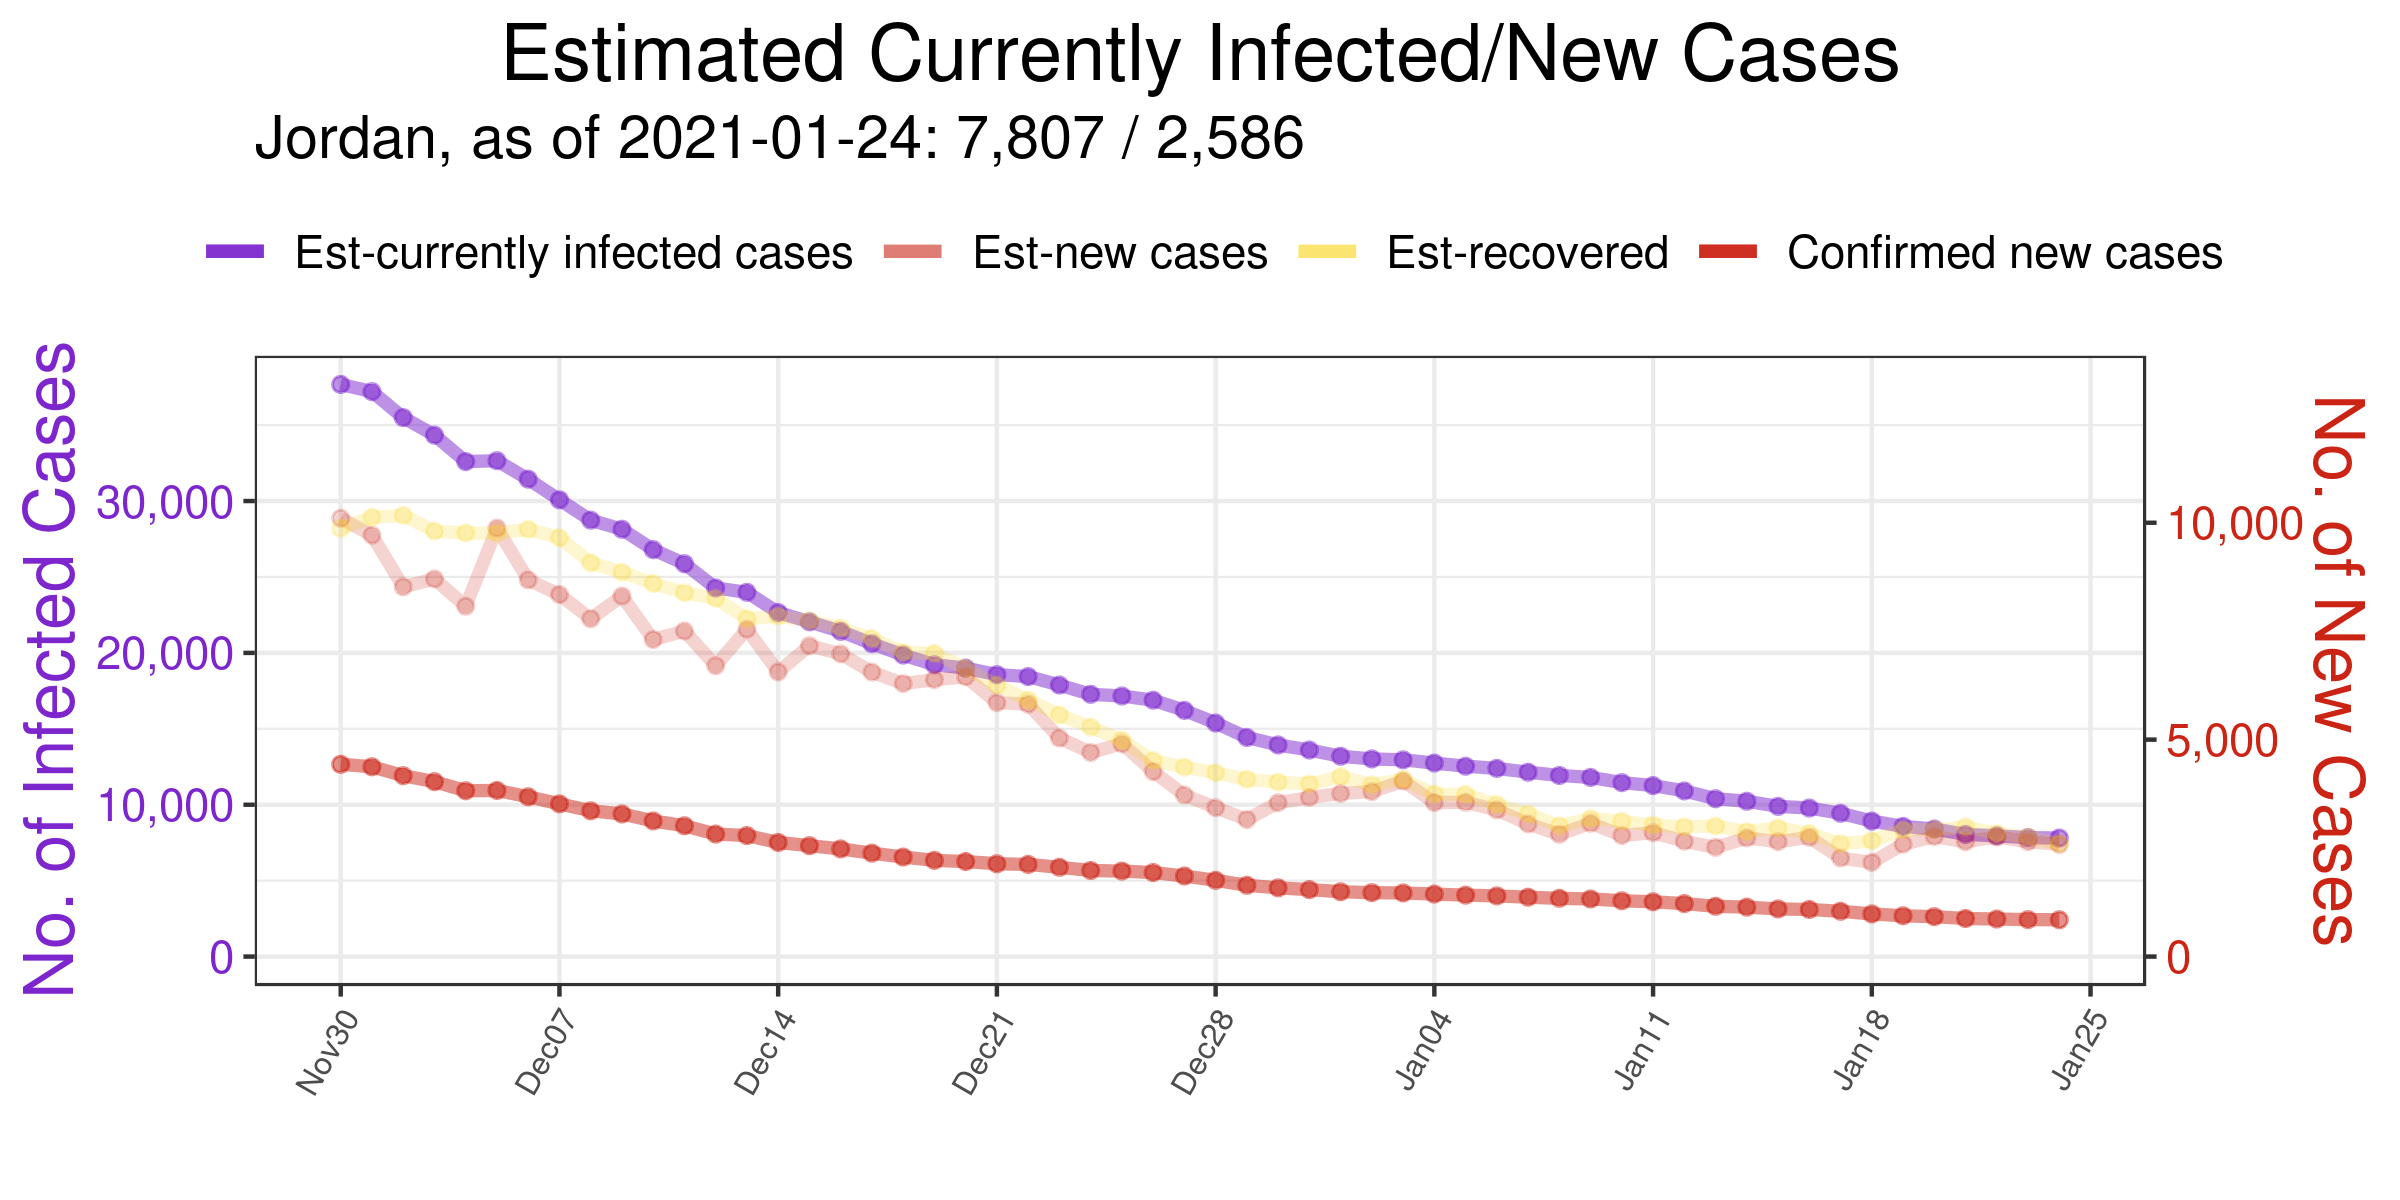 Estimated Currently Infected/New Cases
Jordan, as of 2021-01-24: 7,807 / 2,586
Est-currently infected cases Est-new cases Est-recovered Confirmed new cases
No. of Infected Cases
30,000
20,000
10,000
0
10,000
5,000
0
No. of New Cases
Nov30 Dec07 Dec14 Dec21 Dec28 Jan04 Jan11 Jan18 Jan25